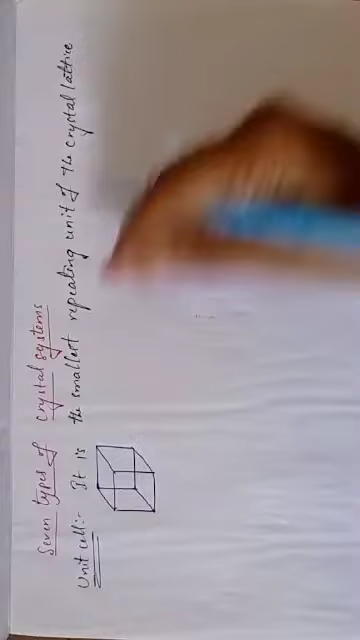 Seven types of crystal systems
Unit cell:- It is the smallest repeating unit of the crystal lattice